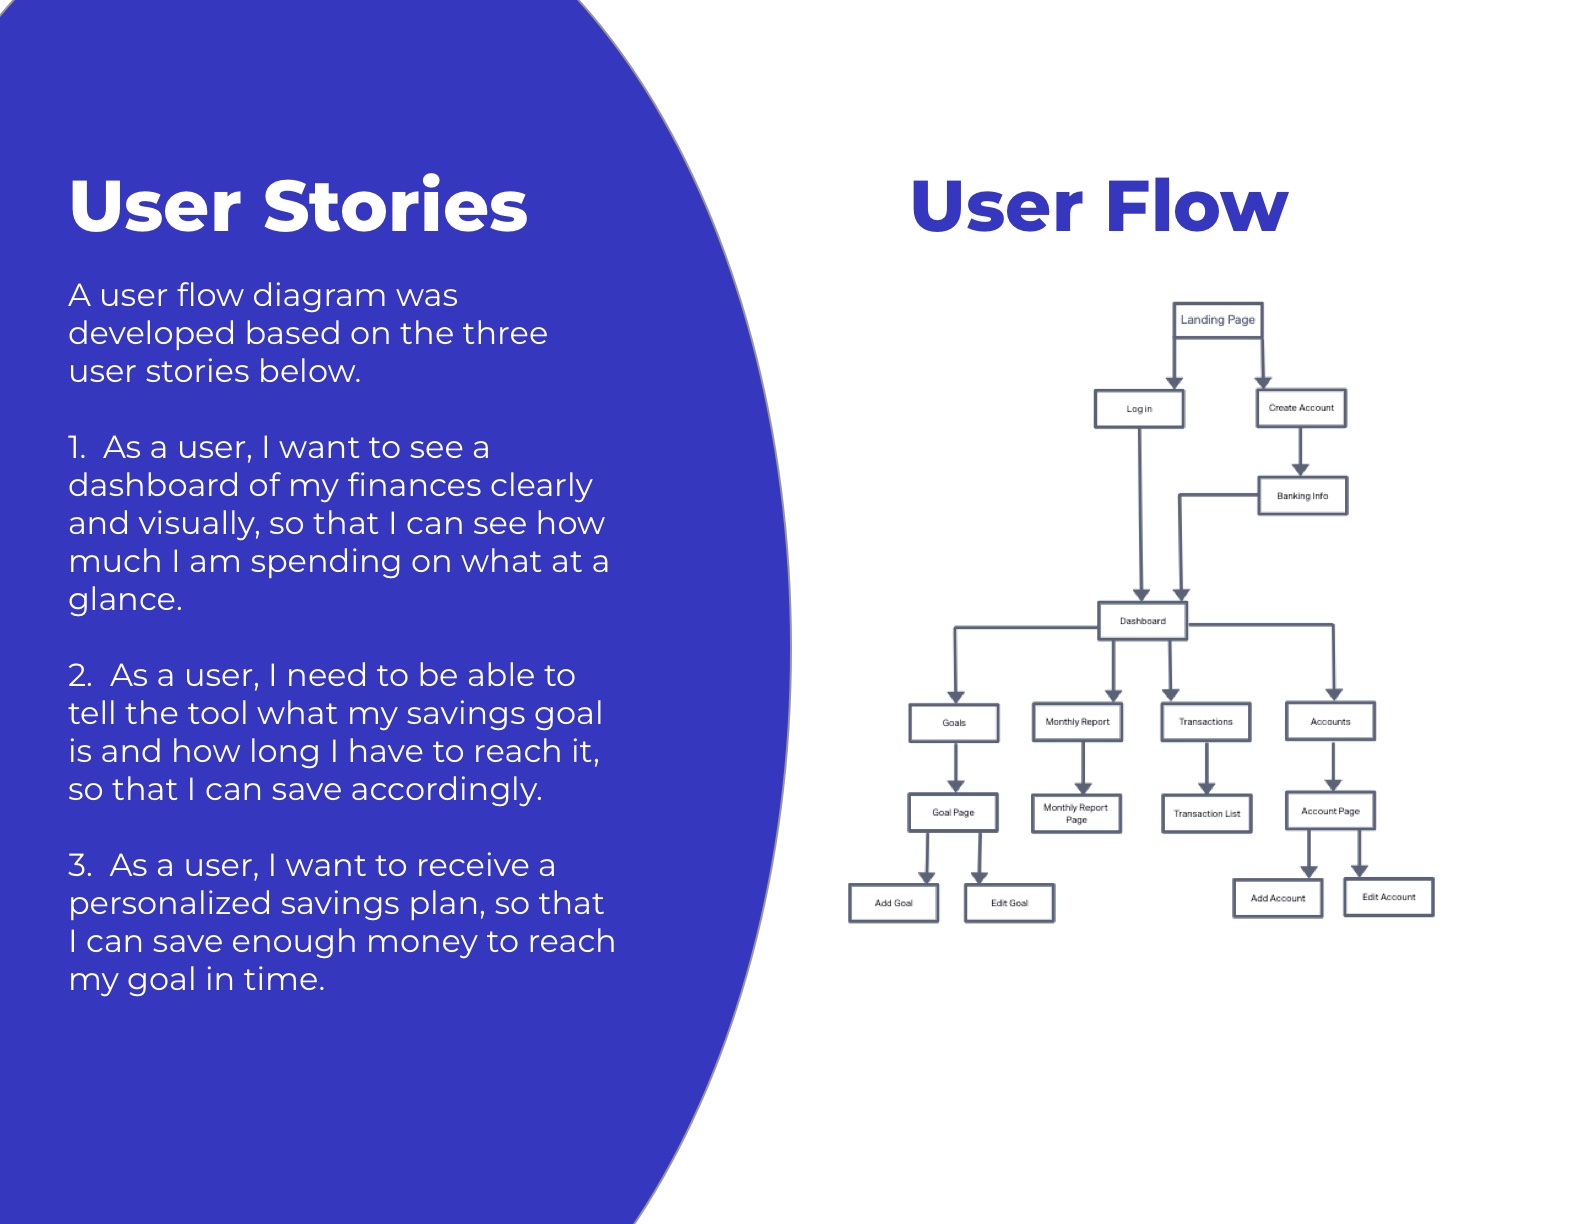 User Stories
A user flow diagram was
developed based on the three
user stories below.
1. As a user, I want to see a
dashboard of my finances clearly
and visually, so that I can see how
much I am spending on what at a
glance.
2. As a user, I need to be able to
tell the tool what my savings goal
is and how long I have to reach it,
so that I can save accordingly.
3. As a user, I want to receive a
personalized savings plan, so that
I can save enough money to reach
my goal in time.
User Flow
Landing Page
Log in
Create Account
Banking Info
Dashboard
Goals
Monthly Report
Transactions
Accounts
Goal Page
Monthly Report
Page
Transaction List
Account Page
Add Goal
Edit Goal
Add Account
Edit Account